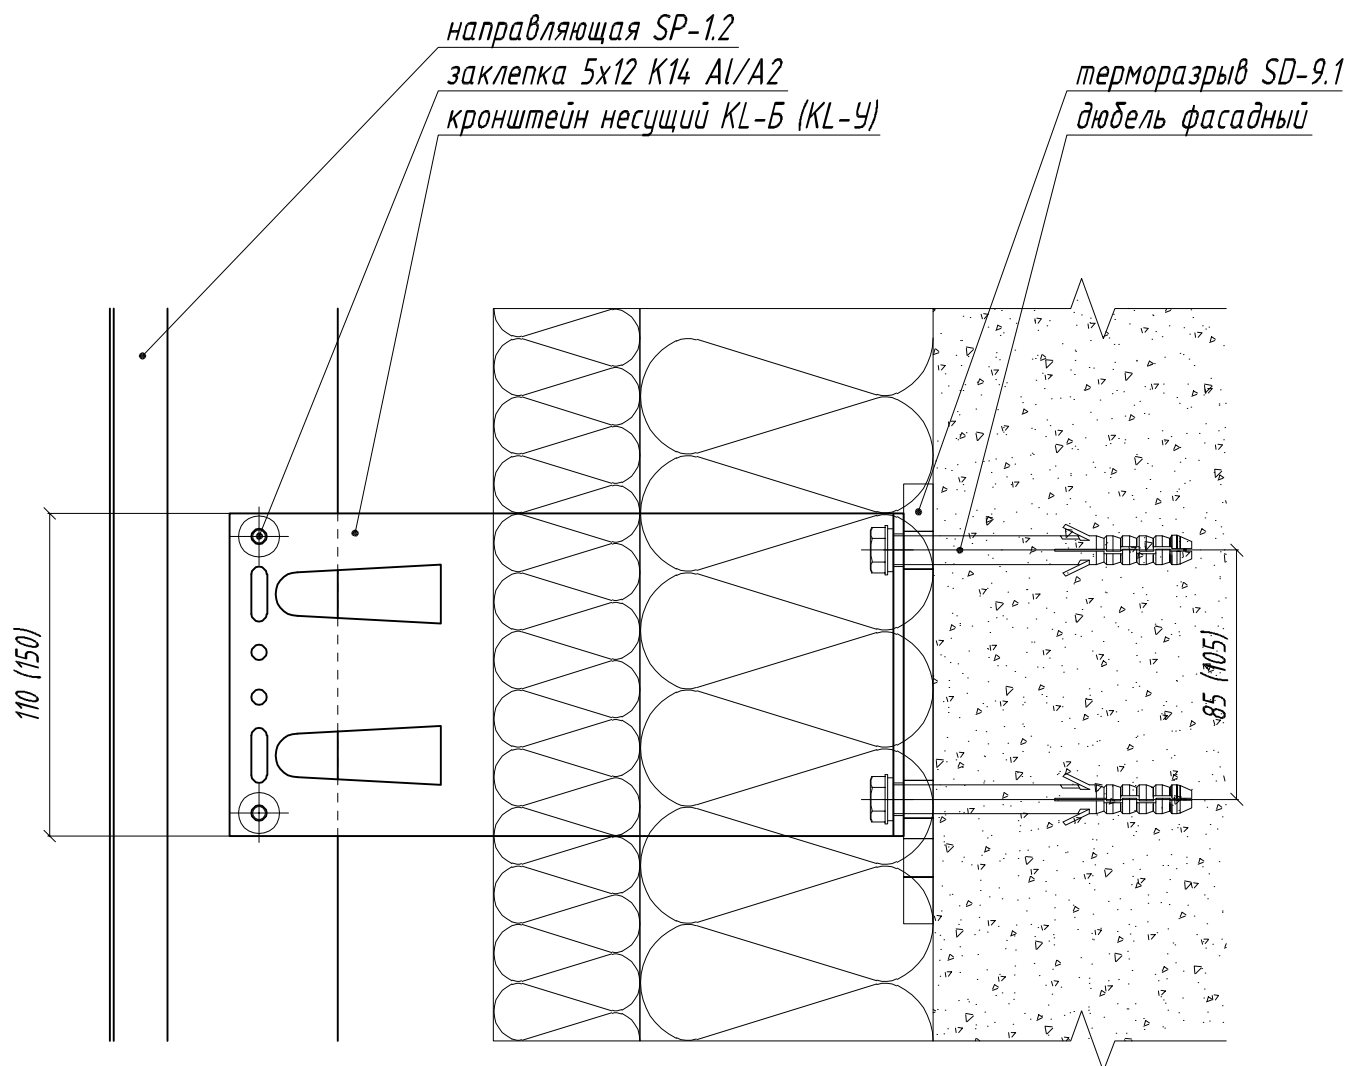 направляющая SP-1.2
заклепка 5x12 K14 Al/A2
кронштейн несущий KL-Б (KL-У)
терморазрыв SD-9.1
дюбель фасадный
110 (150)
85 (105)